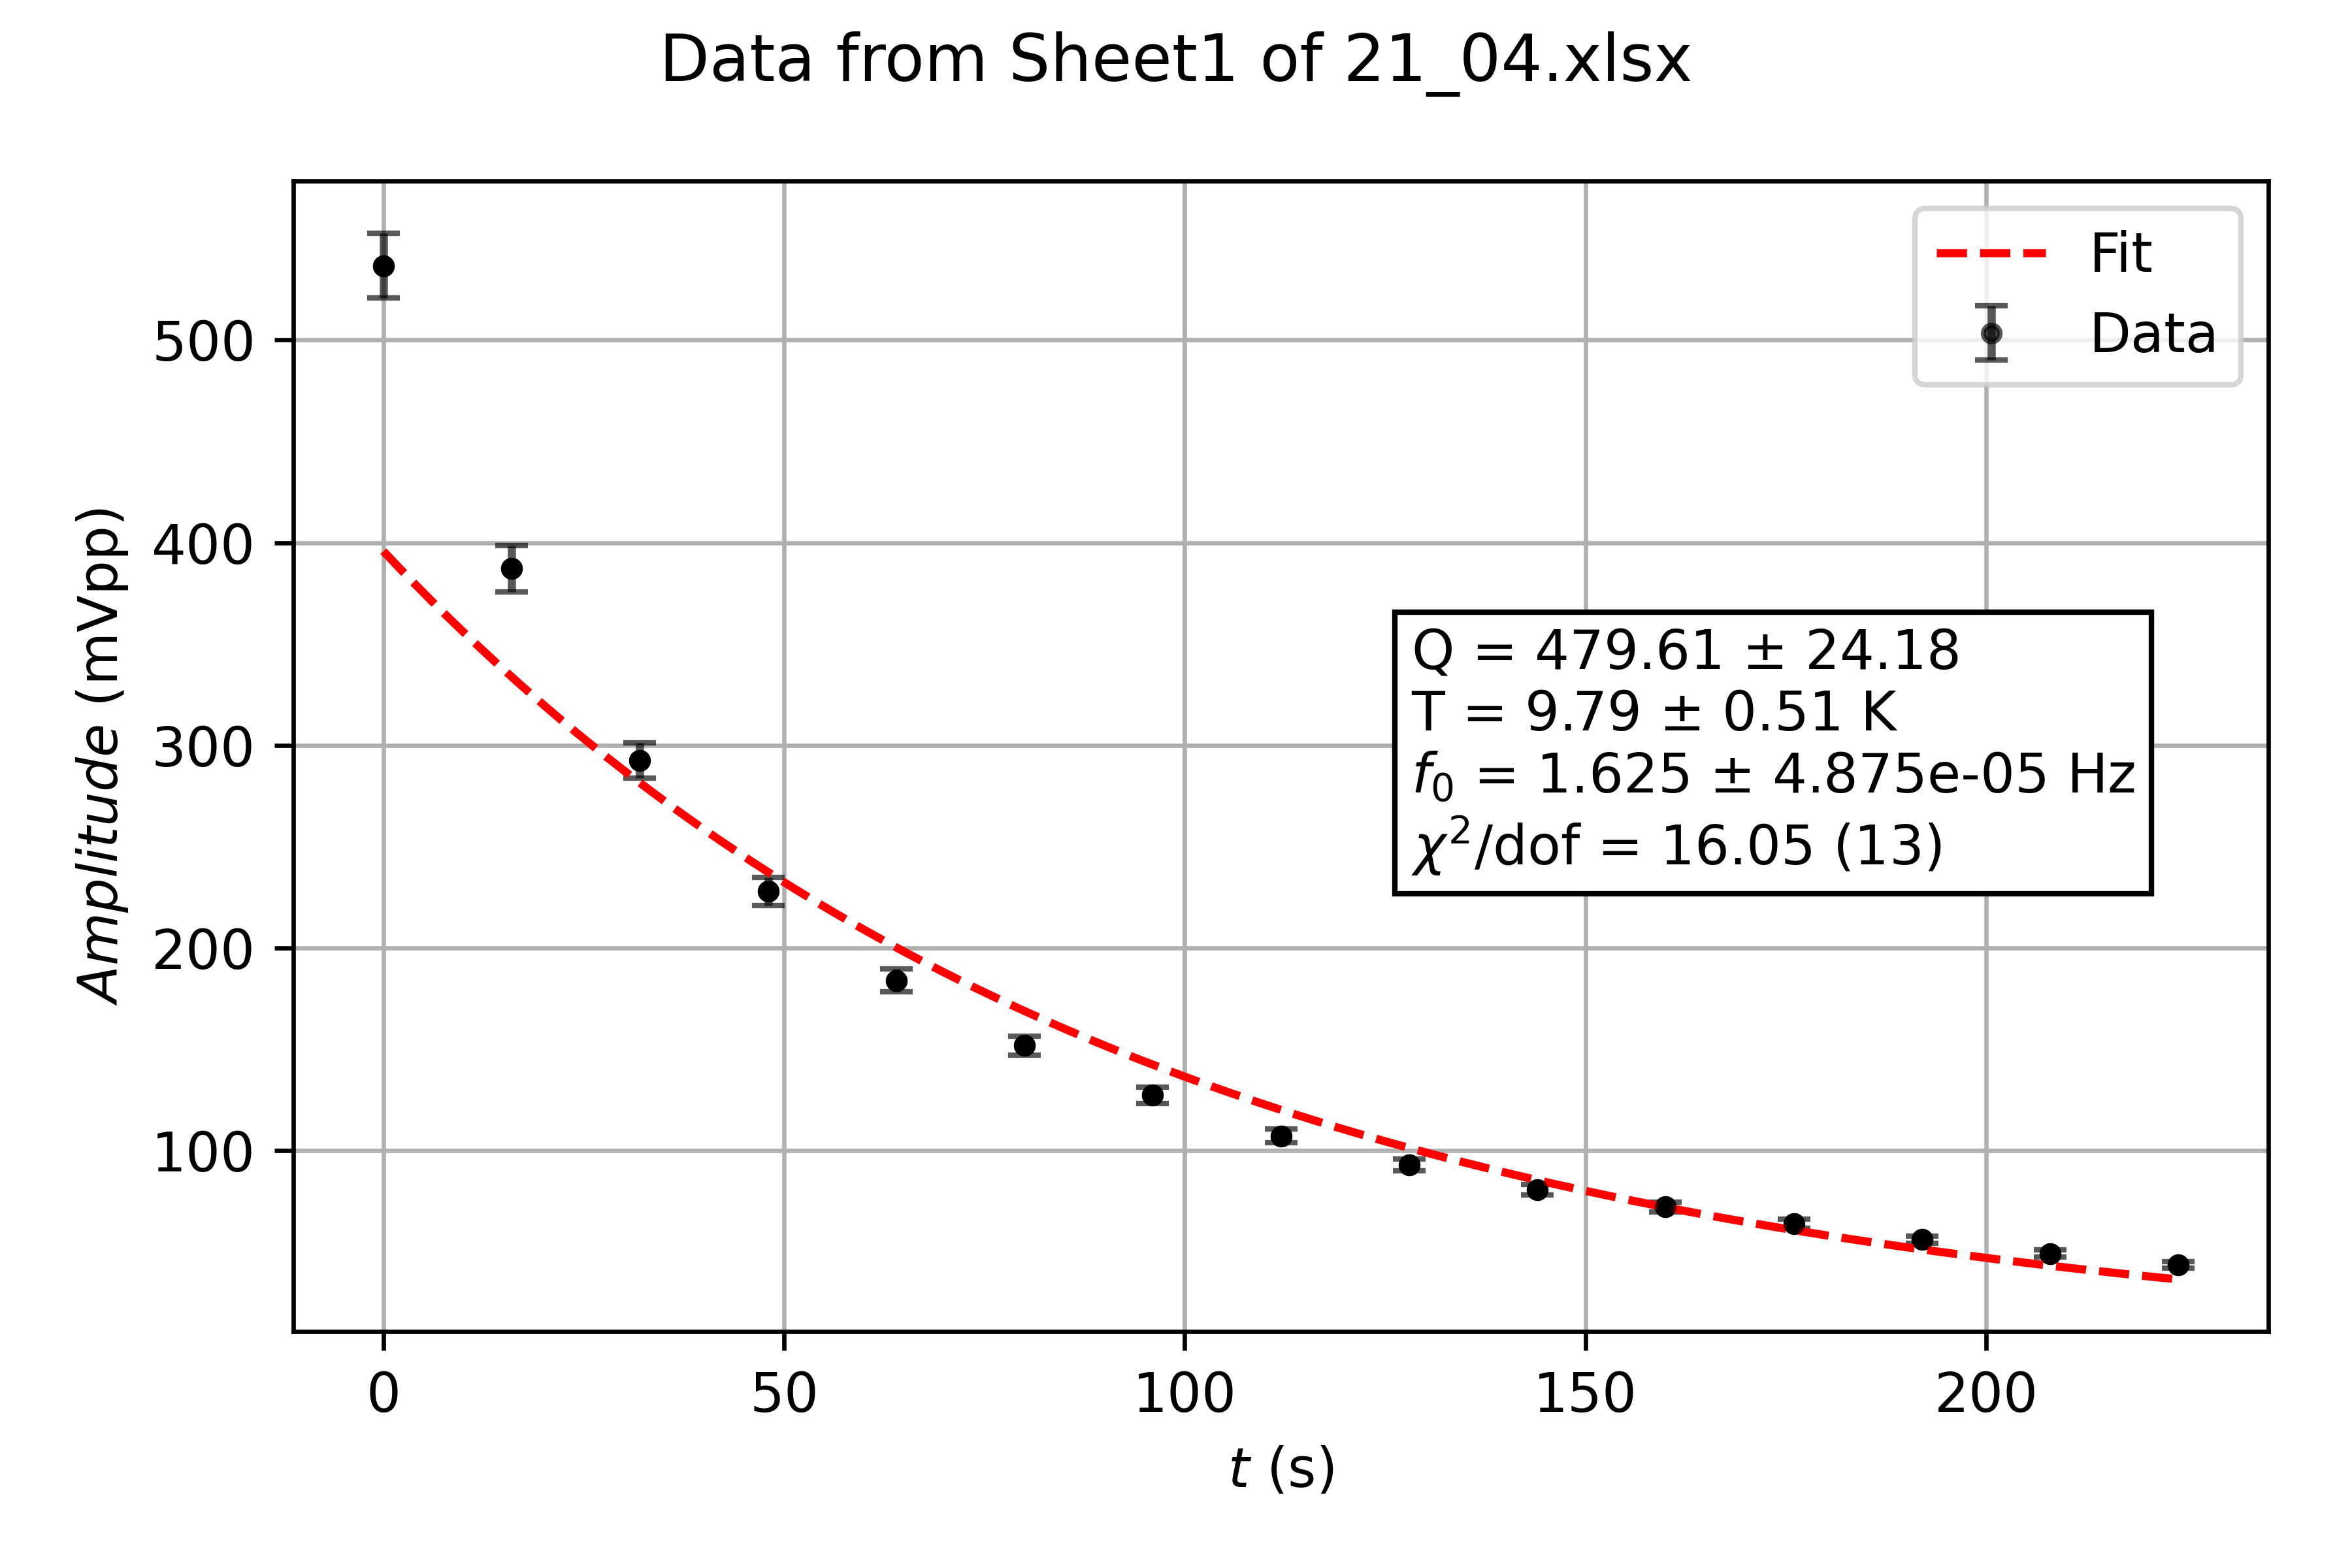 Data from Sheet1 of 21_04.xlsx
Amplitude (mVpp)
500
400
300
200
100
Fit
Data
Q = 479.61 ± 24.18
T = 9.79 ± 0.51 K
f₀ = 1.625 ± 4.875e-05 Hz
χ²/dof = 16.05 (13)
0 50 100 150 200
t (s)